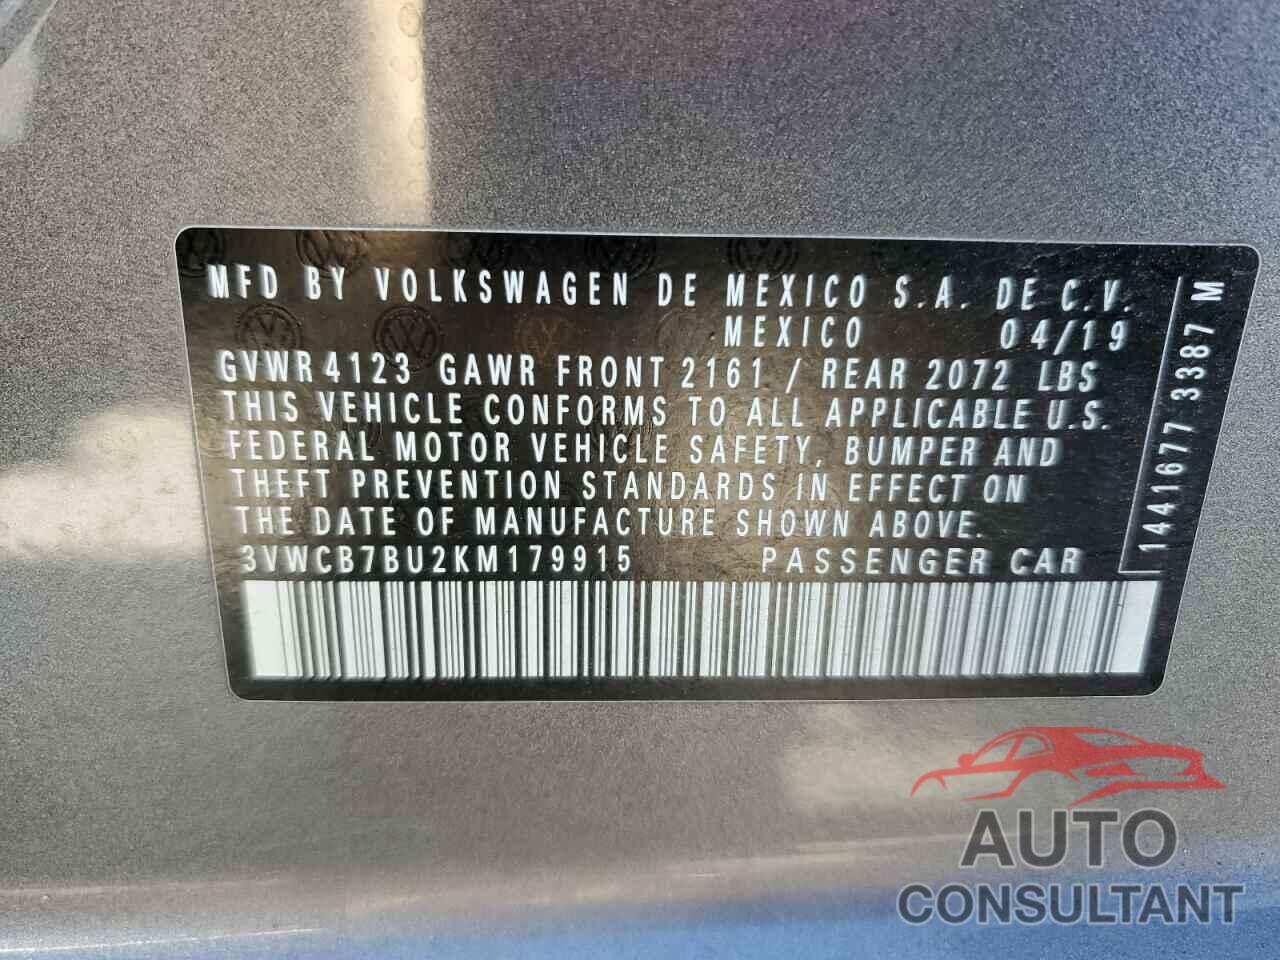 MFD BY VOLKSWAGEN DE MEXICO S.A. DE C.V.
MEXICO 04/19
GVWR 4123 GAWR FRONT 2161 / REAR 2072 LBS
THIS VEHICLE CONFORMS TO ALL APPLICABLE U.S.
FEDERAL MOTOR VEHICLE SAFETY, BUMPER AND
THEFT PREVENTION STANDARDS IN EFFECT ON
THE DATE OF MANUFACTURE SHOWN ABOVE.
3VWCB7BU2KM179915 PASSENGER CAR
1441677 3387 M
AUTO
CONSULTANT